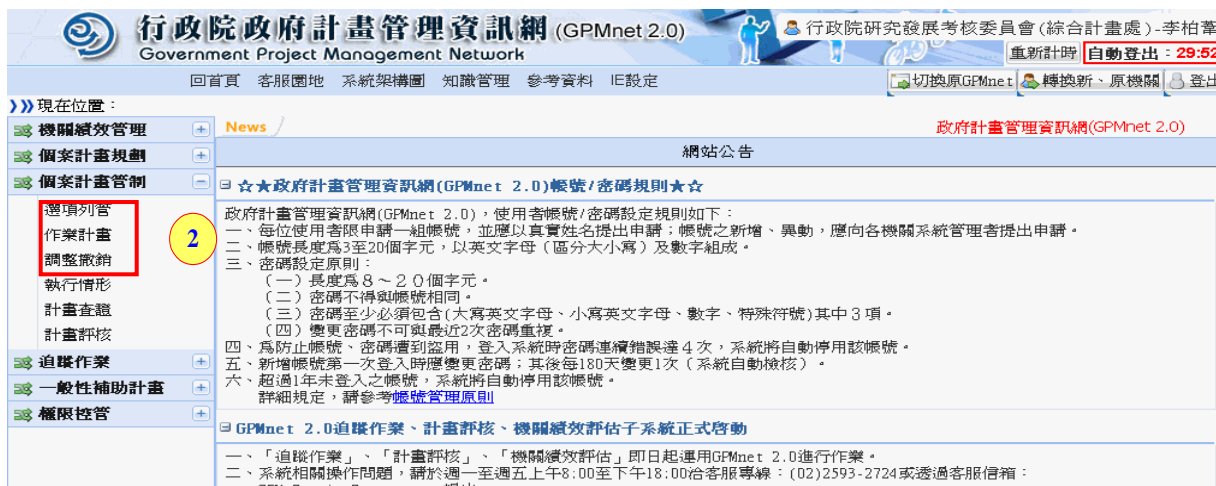 行政院政府計畫管理資訊網 (GPMnet 2.0)
Government Project Management Network
行政院研究發展考核委員會(綜合計畫處)-李柏葦
重新計時 自動登出：29:52
回首頁 客服園地 系統架構圖 知識管理 參考資料 IE設定
切換原GPMnet 轉換新、原機關 登出
現在位置：
機關績效管理
個案計畫規劃
個案計畫管制
選項列管
作業計畫
調整撤銷
執行情形
計畫查證
計畫評核
追蹤作業
一般性補助計畫
權限控管
2
News
政府計畫管理資訊網(GPMnet 2.0)
網站公告
☆★政府計畫管理資訊網(GPMnet 2.0)帳號/密碼規則★☆
政府計畫管理資訊網(GPMnet 2.0)，使用者帳號/密碼設定規則如下：
一、每位使用者限申請一組帳號，並應以真實姓名提出申請；帳號之新增、異動，應向各機關系統管理者提出申請。
二、帳號長度為3至20個字元，以英文字母（區分大小寫）及數字組成。
三、密碼設定原則：
（一）長度為８～２０個字元。
（二）密碼不得與帳號相同。
（三）密碼至少必須包含(大寫英文字母、小寫英文字母、數字、特殊符號)其中３項。
（四）變更密碼不可與最近2次密碼重複。
四、為防止帳號、密碼遭到盜用，登入系統時密碼連續錯誤達４次，系統將自動停用該帳號。
五、新增帳號第一次登入時應變更密碼；其後每180天變更1次（系統自動檢核）。
六、超過1年未登入之帳號，系統將自動停用該帳號。
詳細規定，請參考帳號管理原則
GPMnet 2.0追蹤作業、計畫評核、機關績效評估子系統正式啟動
一、「追蹤作業」、「計畫評核」、「機關績效評估」即日起運用GPMnet 2.0進行作業。
二、系統相關操作問題，請於週一至週五上午8:00至下午18:00洽客服專線：(02)2593-2724或透過客服信箱：